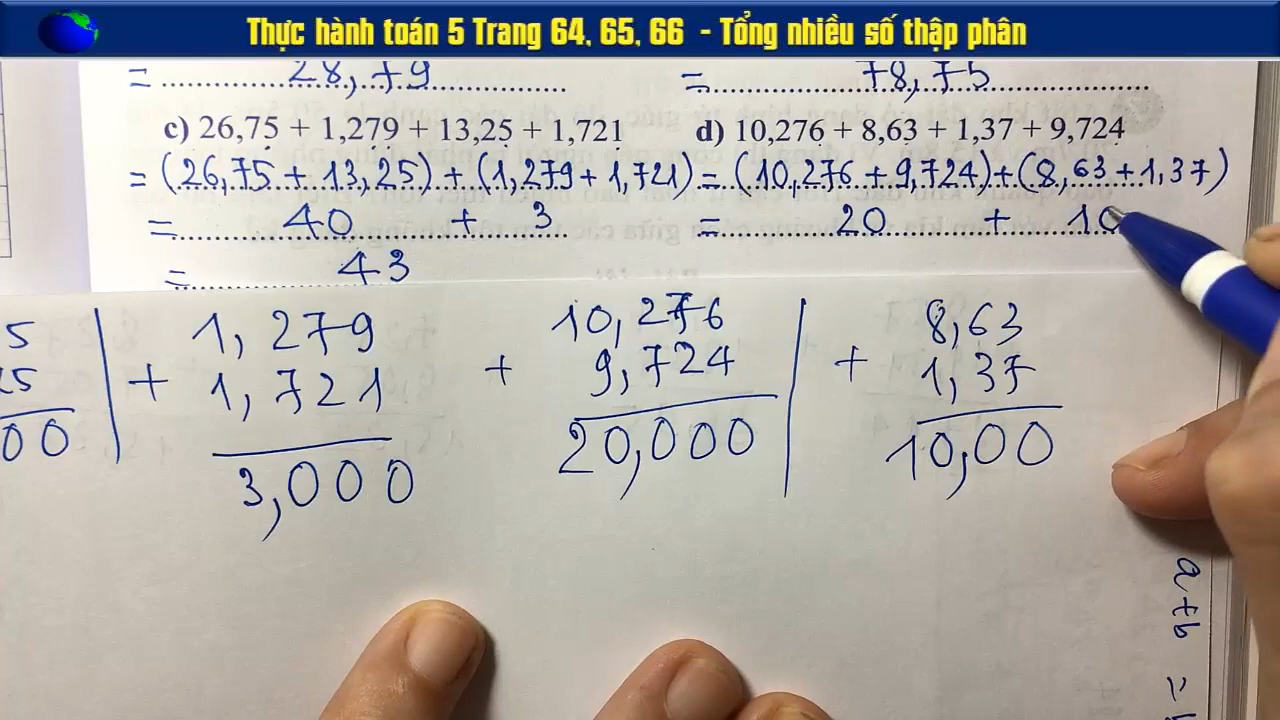 Thực hành toán 5 Trang 64, 65, 66 - Tổng nhiều số thập phân
= 28,79 = 78,75
c) 26,75 + 1,279 + 13,25 + 1,721
= (26,75 + 13,25) + (1,279 + 1,721)
= 40 + 3
= 43
d) 10,276 + 8,63 + 1,37 + 9,724
= (10,276 + 9,724) + (8,63 + 1,37)
= 20 + 10
5
25
00
1,279
+ 1,721
3,000
10,276
+ 9,724
20,000
8,63
+ 1,37
10,00
a+b =